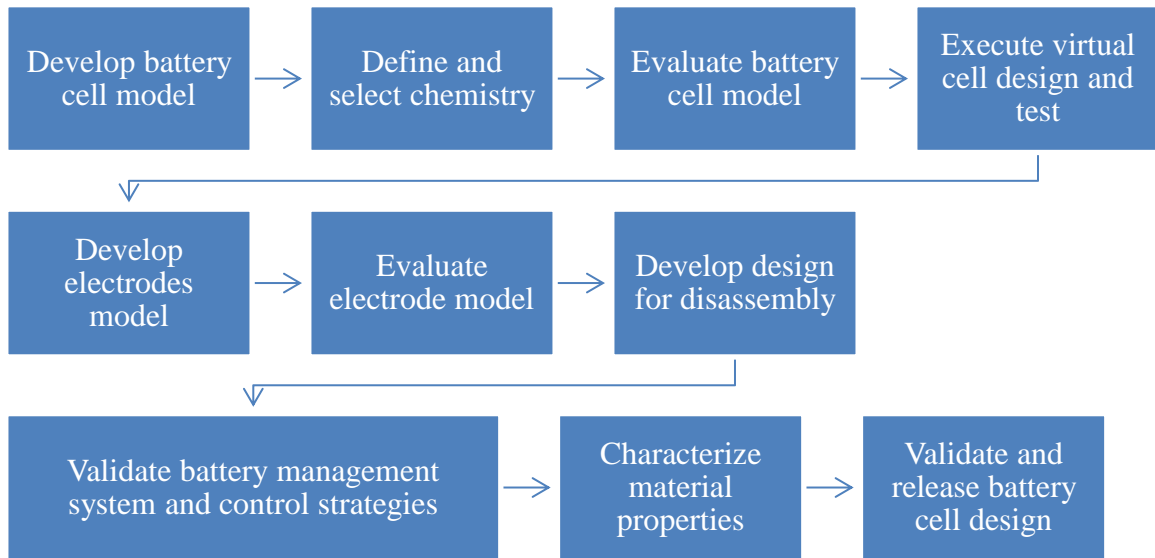 Develop battery
cell model
Define and
select chemistry
Evaluate battery
cell model
Execute virtual
cell design and
test
Develop
electrodes
model
Evaluate
electrode model
Develop design
for disassembly
Validate battery management
system and control strategies
Characterize
material
properties
Validate and
release battery
cell design